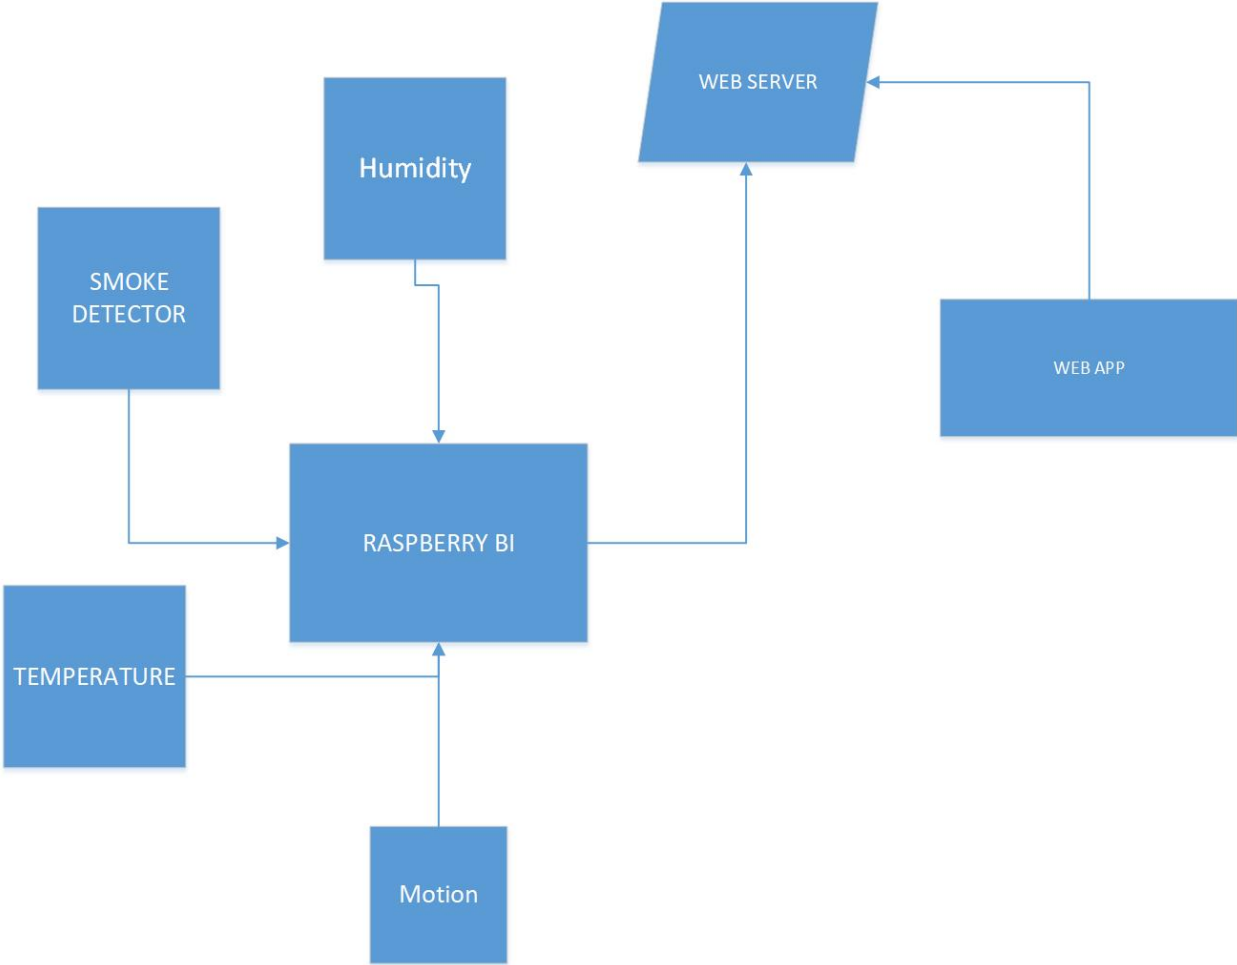 WEB SERVER
Humidity
SMOKE
DETECTOR
WEB APP
RASPBERRY BI
TEMPERATURE
Motion